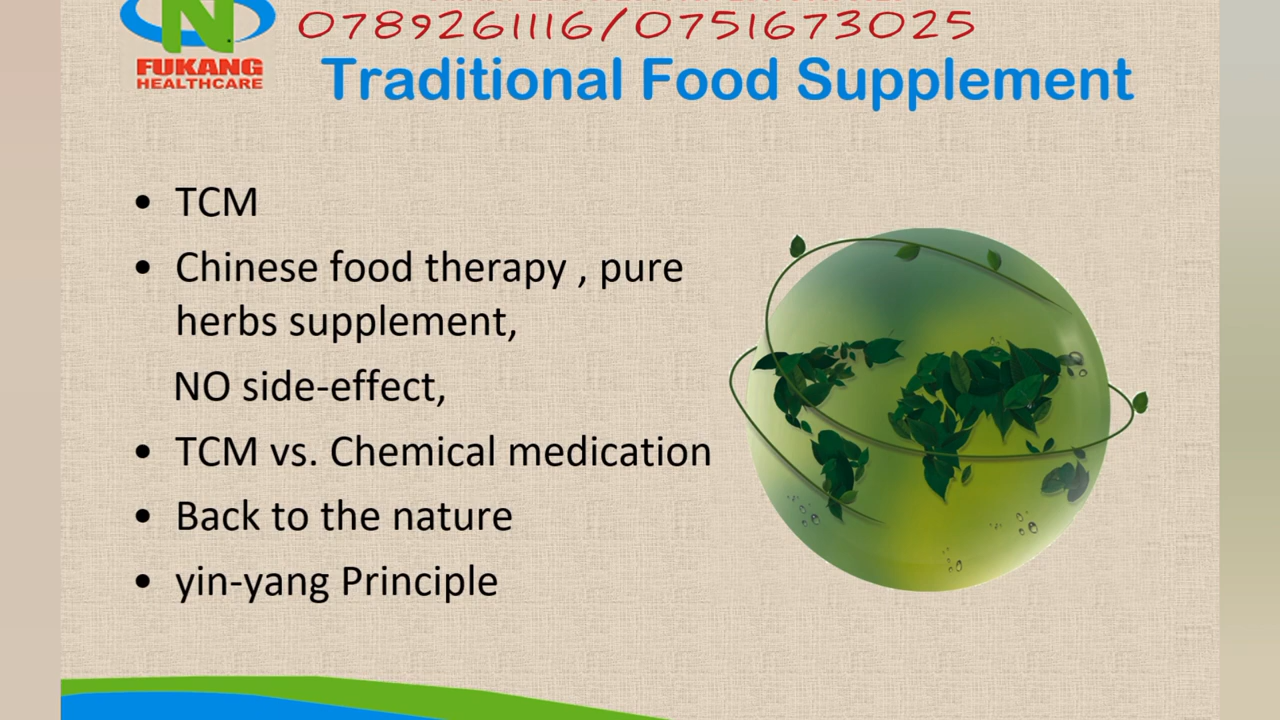 0789261116/0751673025
N
FUKANG
HEALTHCARE
Traditional Food Supplement
• TCM
• Chinese food therapy , pure
herbs supplement,
NO side-effect,
• TCM vs. Chemical medication
• Back to the nature
• yin-yang Principle